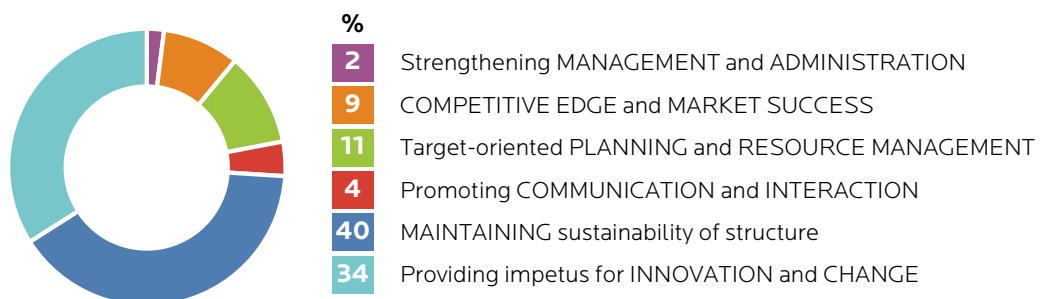 %
2 Strengthening MANAGEMENT and ADMINISTRATION
9 COMPETITIVE EDGE and MARKET SUCCESS
11 Target-oriented PLANNING and RESOURCE MANAGEMENT
4 Promoting COMMUNICATION and INTERACTION
40 MAINTAINING sustainability of structure
34 Providing impetus for INNOVATION and CHANGE